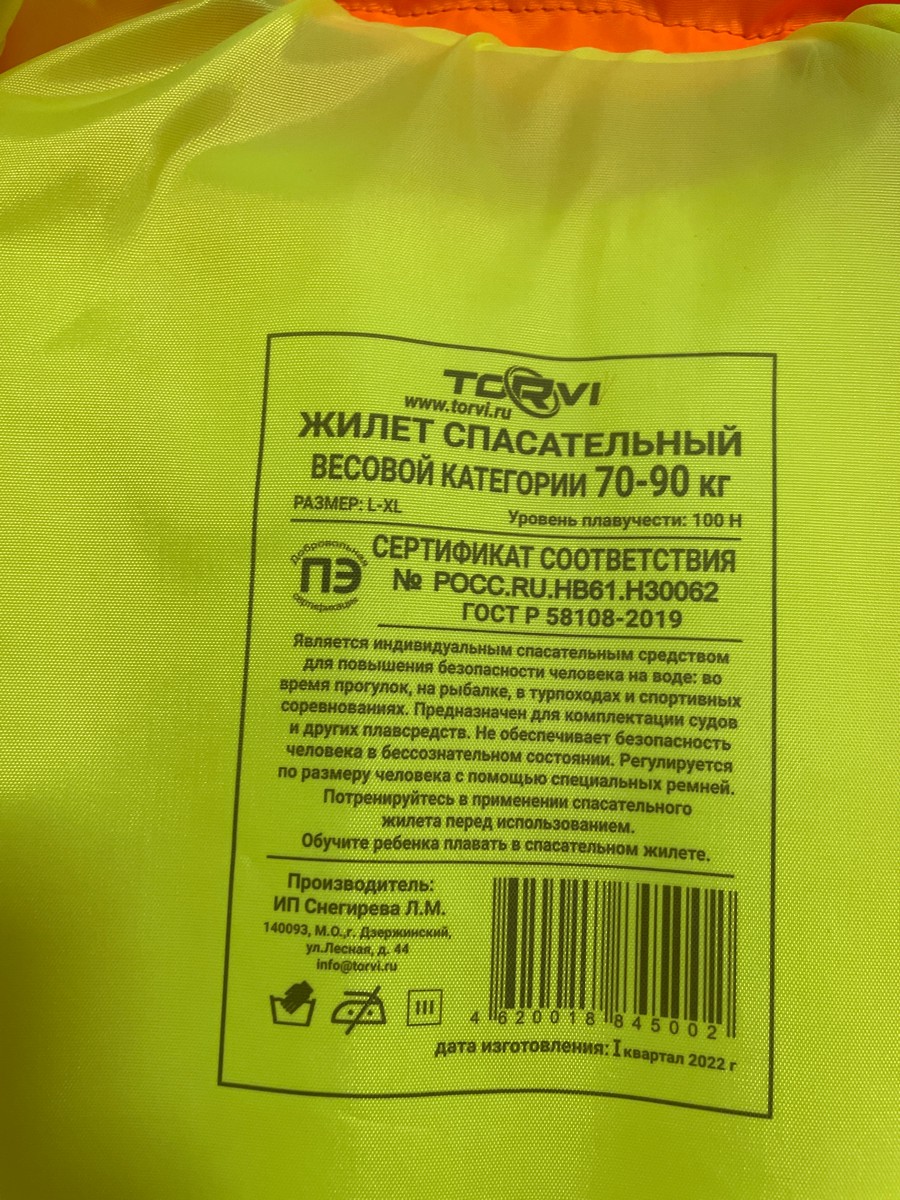 TORVI
www.torvi.ru
ЖИЛЕТ СПАСАТЕЛЬНЫЙ
ВЕСОВОЙ КАТЕГОРИИ 70-90 кг
РАЗМЕР: L-XL
Уровень плавучести: 100 Н
Добровольная
ПЭ
сертификация
СЕРТИФИКАТ СООТВЕТСТВИЯ
№ РОСС.RU.НВ61.Н30062
ГОСТ Р 58108-2019
Является индивидуальным спасательным средством
для повышения безопасности человека на воде: во
время прогулок, на рыбалке, в турпоходах и спортивных
соревнованиях. Предназначен для комплектации судов
и других плавсредств. Не обеспечивает безопасность
человека в бессознательном состоянии. Регулируется
по размеру человека с помощью специальных ремней.
Потренируйтесь в применении спасательного
жилета перед использованием.
Обучите ребенка плавать в спасательном жилете.
Производитель:
ИП Снегирева Л.М.
140093, М.О.,г. Дзержинский,
ул.Лесная, д. 44
info@torvi.ru
4 620018 845002
дата изготовления: I квартал 2022 г